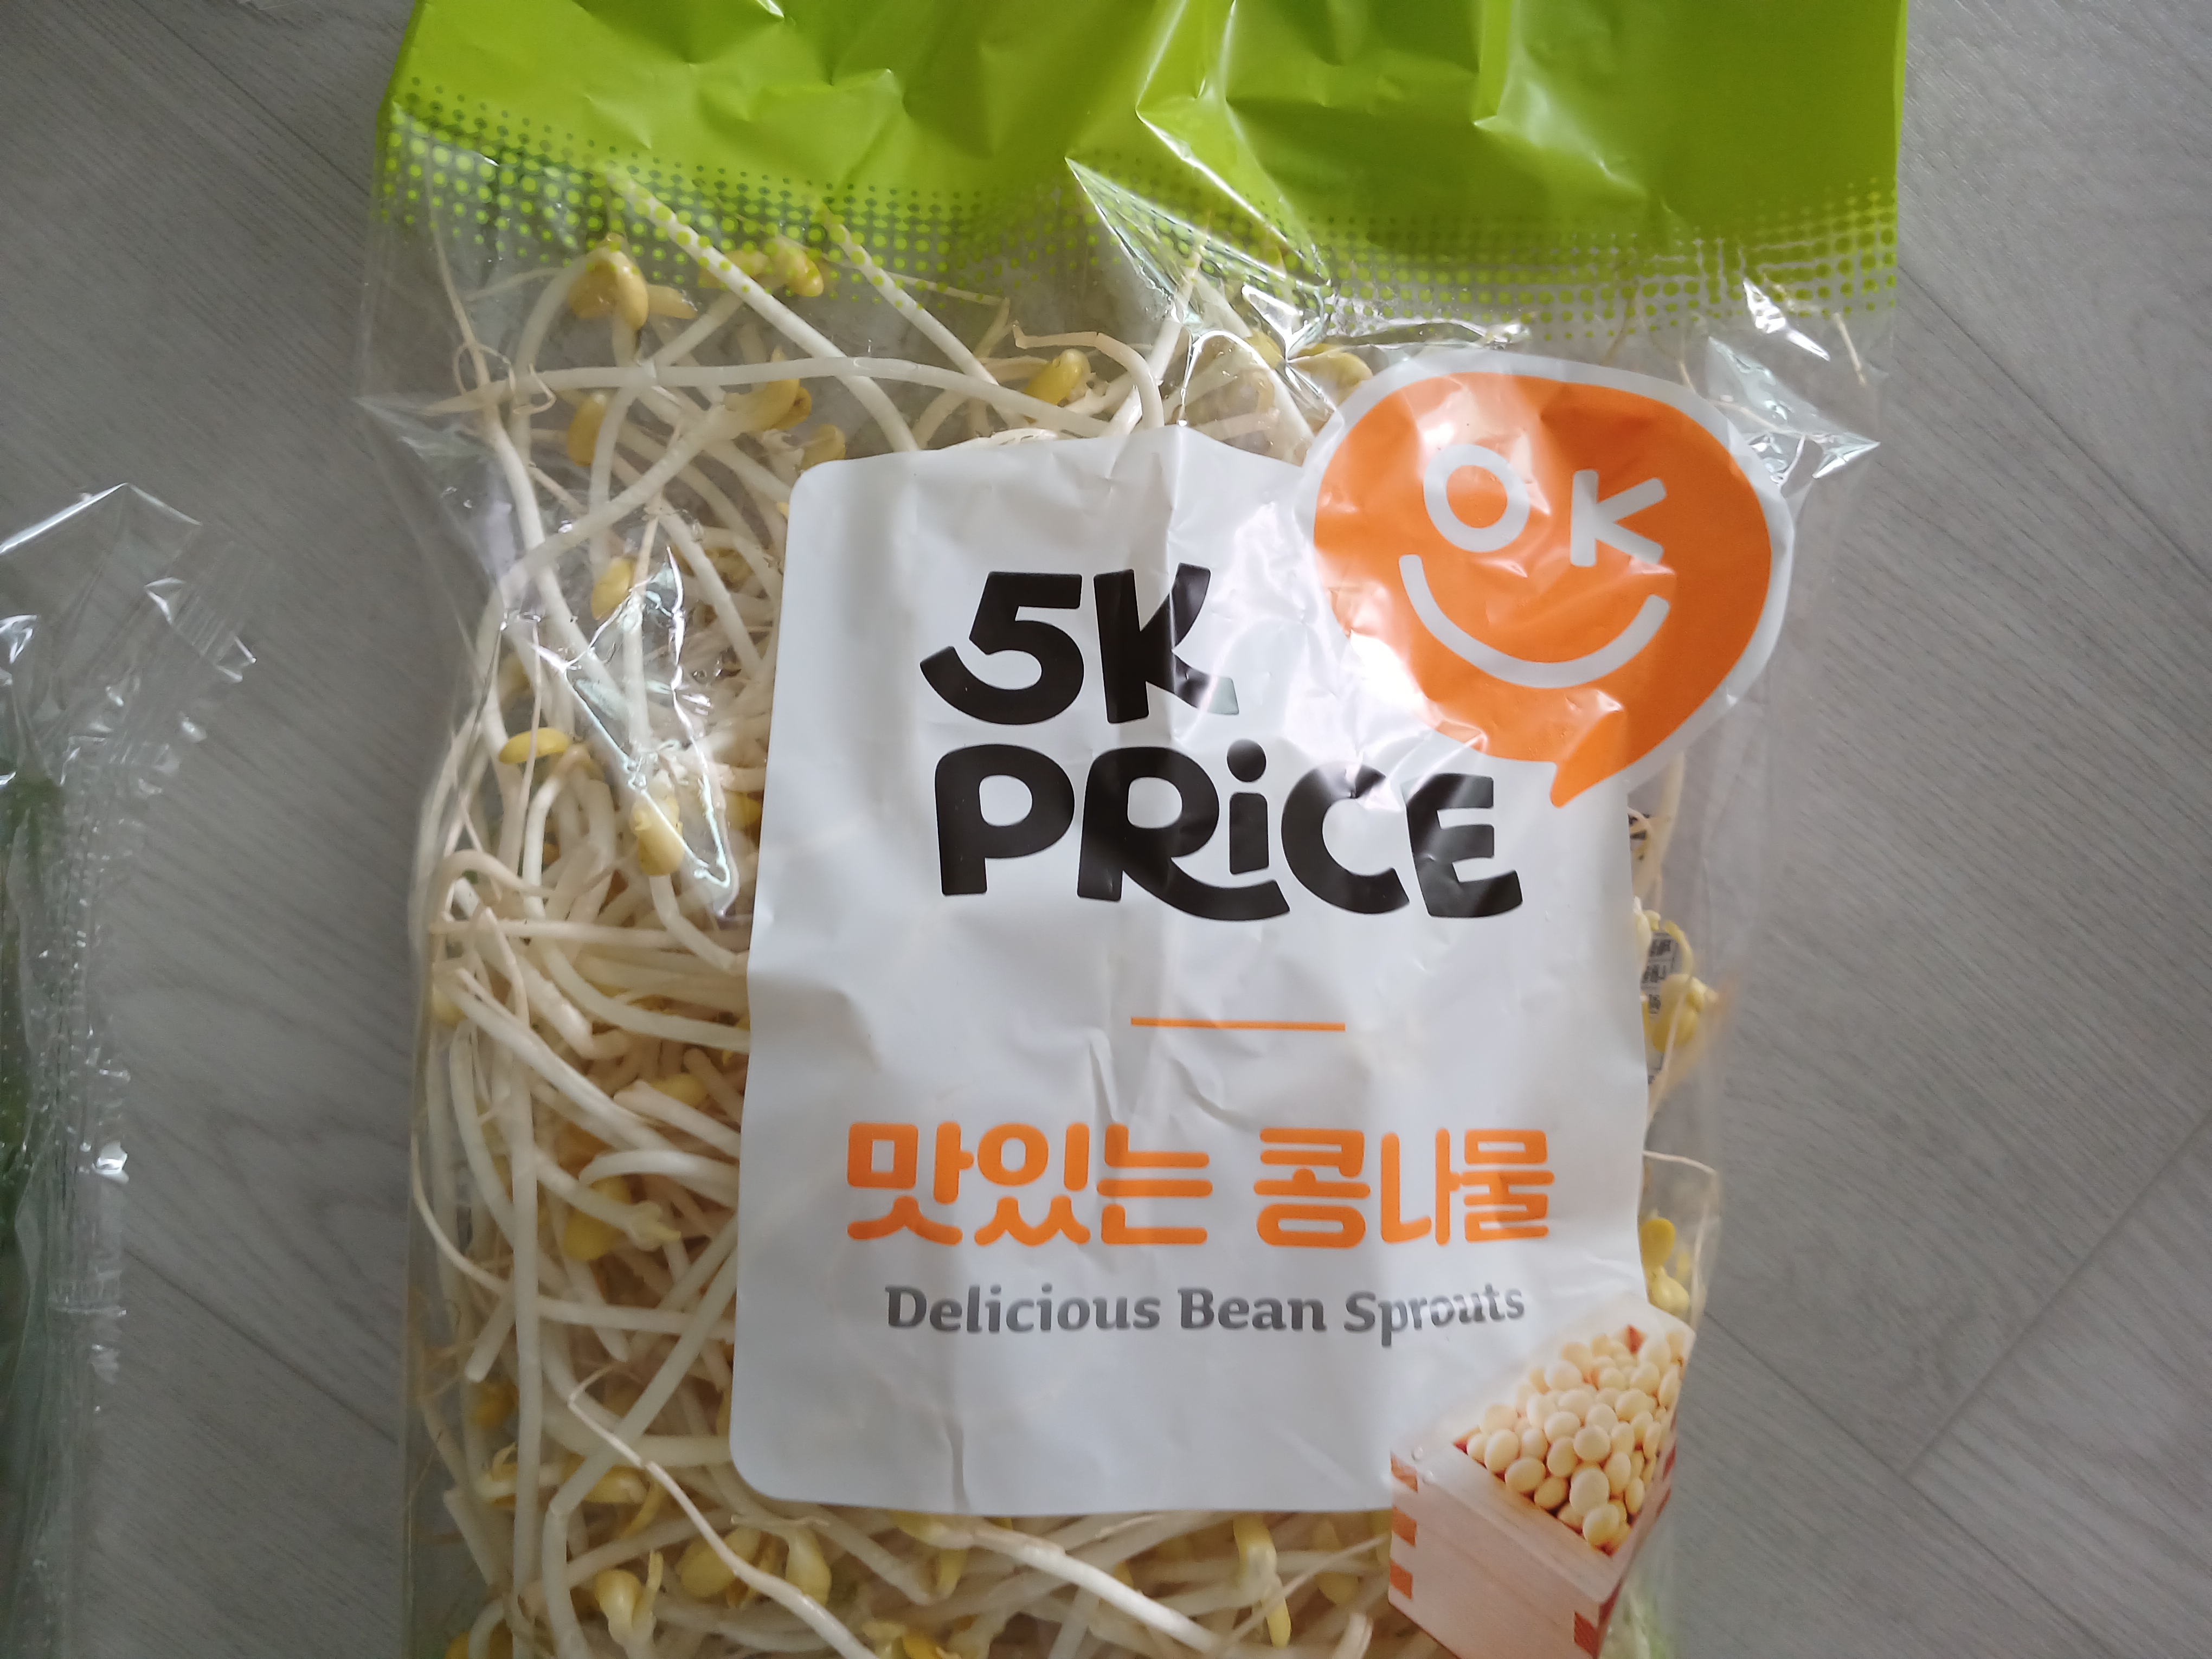 OK
5K
PRiCE
맛있는 콩나물
Delicious Bean Sprouts